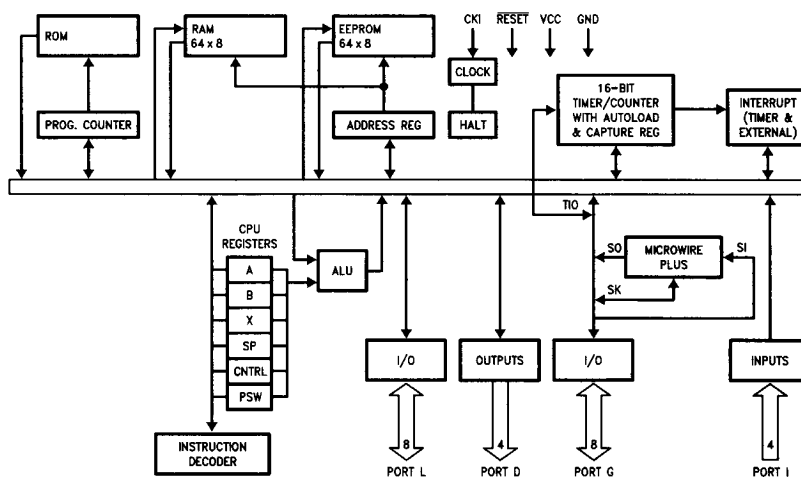 ROM
RAM
64 x 8
EEPROM
64 x 8
CKI
RESET
VCC
GND
CLOCK
HALT
PROG. COUNTER
ADDRESS REG
16-BIT
TIMER/COUNTER
WITH AUTOLOAD
& CAPTURE REG
INTERRUPT
(TIMER &
EXTERNAL)
TIO
CPU
REGISTERS
A
B
X
SP
CNTRL
PSW
ALU
SO
MICROWIRE
PLUS
SI
SK
I/O
OUTPUTS
I/O
INPUTS
INSTRUCTION
DECODER
8
4
8
4
PORT L
PORT D
PORT G
PORT I